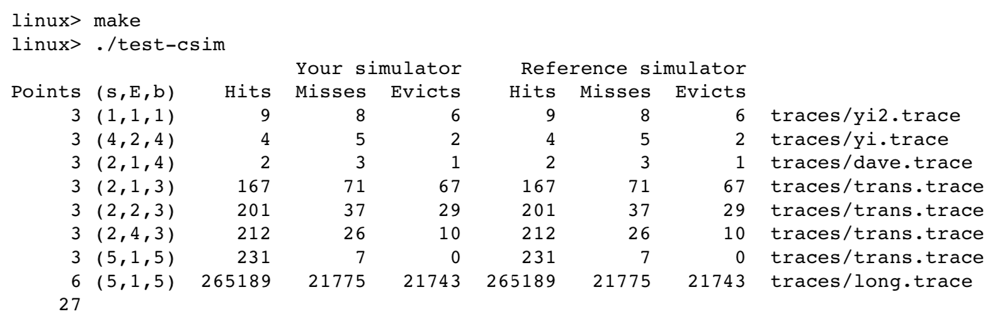 linux> make
linux> ./test-csim
                        Your simulator     Reference simulator
Points (s,E,b)    Hits  Misses  Evicts    Hits  Misses  Evicts
     3 (1,1,1)       9       8       6       9       8       6  traces/yi2.trace
     3 (4,2,4)       4       5       2       4       5       2  traces/yi.trace
     3 (2,1,4)       2       3       1       2       3       1  traces/dave.trace
     3 (2,1,3)     167      71      67     167      71      67  traces/trans.trace
     3 (2,2,3)     201      37      29     201      37      29  traces/trans.trace
     3 (2,4,3)     212      26      10     212      26      10  traces/trans.trace
     3 (5,1,5)     231       7       0     231       7       0  traces/trans.trace
     6 (5,1,5)  265189   21775   21743  265189   21775   21743  traces/long.trace
    27